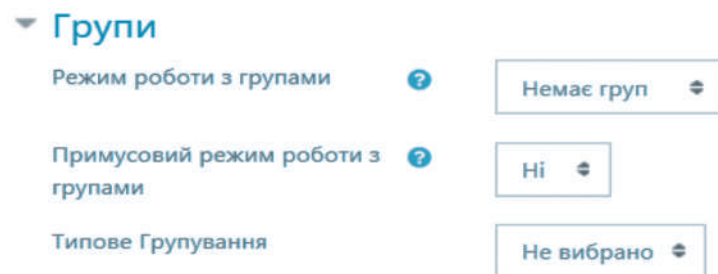 Групи
Режим роботи з групами
Немає груп
Примусовий режим роботи з
групами
Ні
Типове Групування
Не вибрано